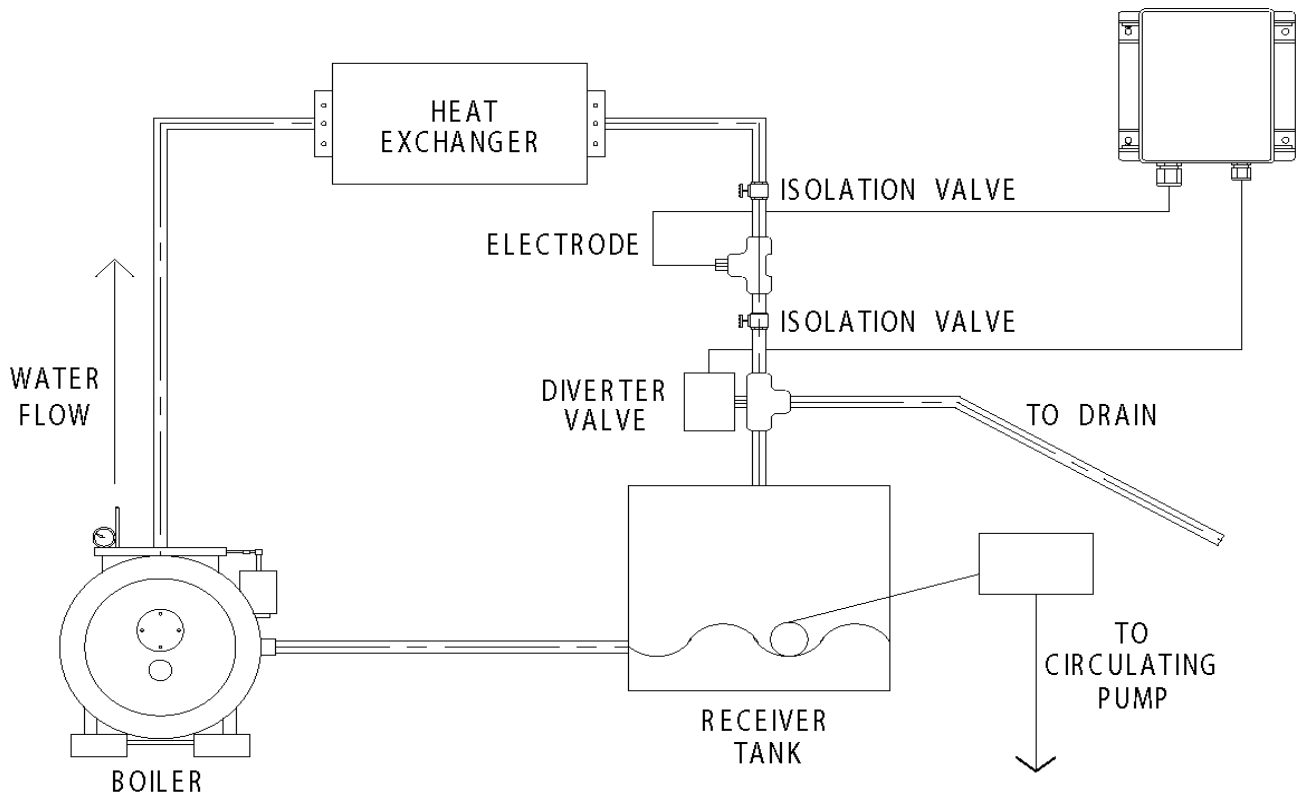 HEAT
EXCHANGER
ISOLATION VALVE
ELECTRODE
ISOLATION VALVE
WATER
FLOW
DIVERTER
VALVE
TO DRAIN
TO
CIRCULATING
PUMP
RECEIVER
TANK
BOILER